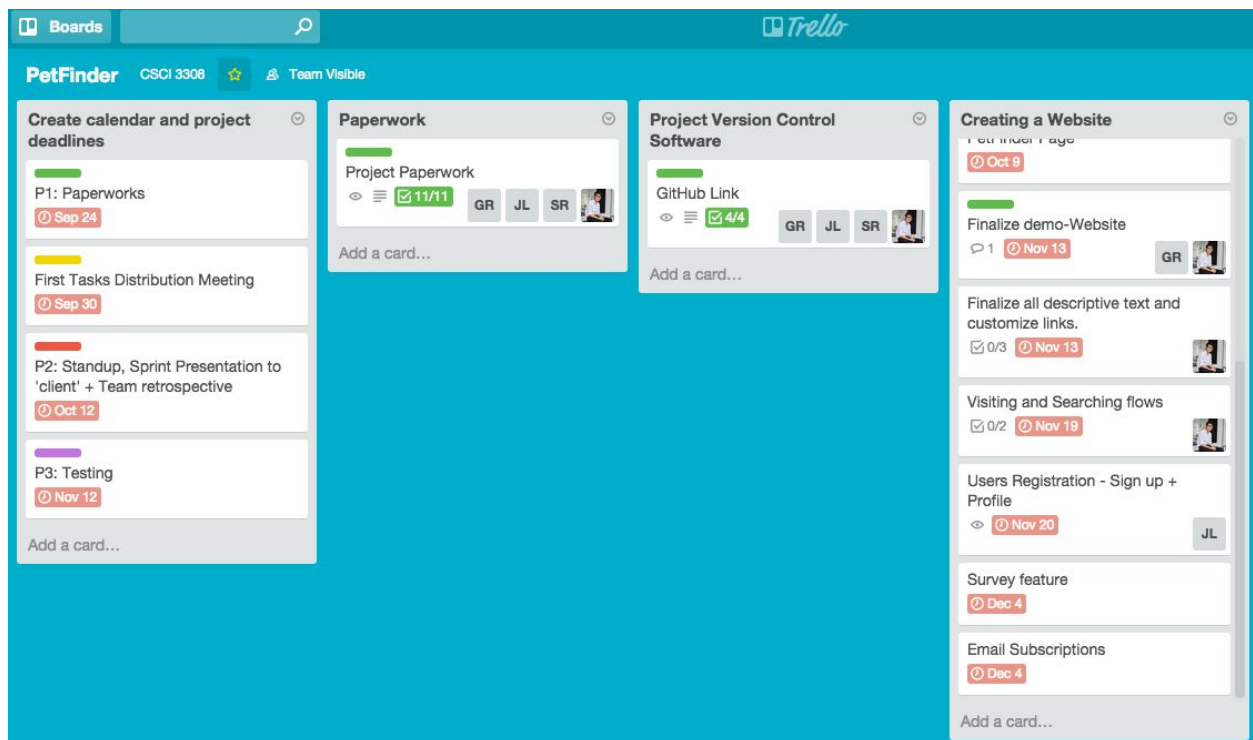 Boards
Trello
PetFinder CSCI 3308 Team Visible
Create calendar and project
deadlines
P1: Paperworks
Sep 24
First Tasks Distribution Meeting
Sep 30
P2: Standup, Sprint Presentation to
'client' + Team retrospective
Oct 12
P3: Testing
Nov 12
Add a card...
Paperwork
Project Paperwork
11/11 GR JL SR
Add a card...
Project Version Control
Software
GitHub Link
4/4 GR JL SR
Add a card...
Creating a Website
PetFinder Page
Oct 9
Finalize demo-Website
1 Nov 13 GR
Finalize all descriptive text and
customize links.
0/3 Nov 13
Visiting and Searching flows
0/2 Nov 19
Users Registration - Sign up +
Profile
Nov 20 JL
Survey feature
Dec 4
Email Subscriptions
Dec 4
Add a card...